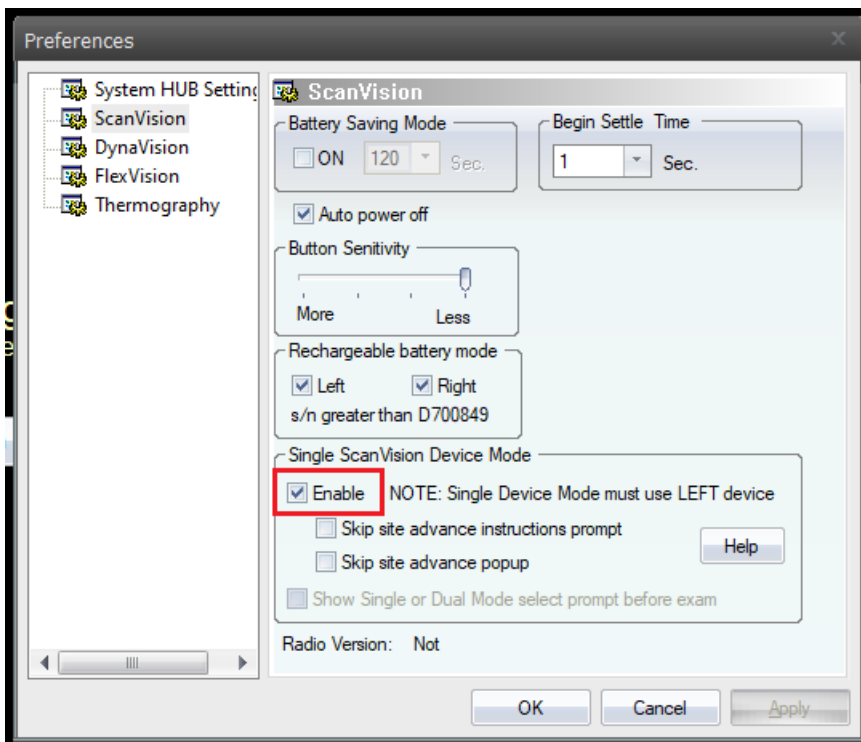 Preferences
System HUB Setting
ScanVision
DynaVision
FlexVision
Thermography
ScanVision
Battery Saving Mode
ON 120 Sec.
Begin Settle Time
1 Sec.
Auto power off
Button Senitivity
More Less
Rechargeable battery mode
Left Right
s/n greater than D700849
Single ScanVision Device Mode
Enable NOTE: Single Device Mode must use LEFT device
Skip site advance instructions prompt
Skip site advance popup
Help
Show Single or Dual Mode select prompt before exam
Radio Version: Not
OK Cancel Apply